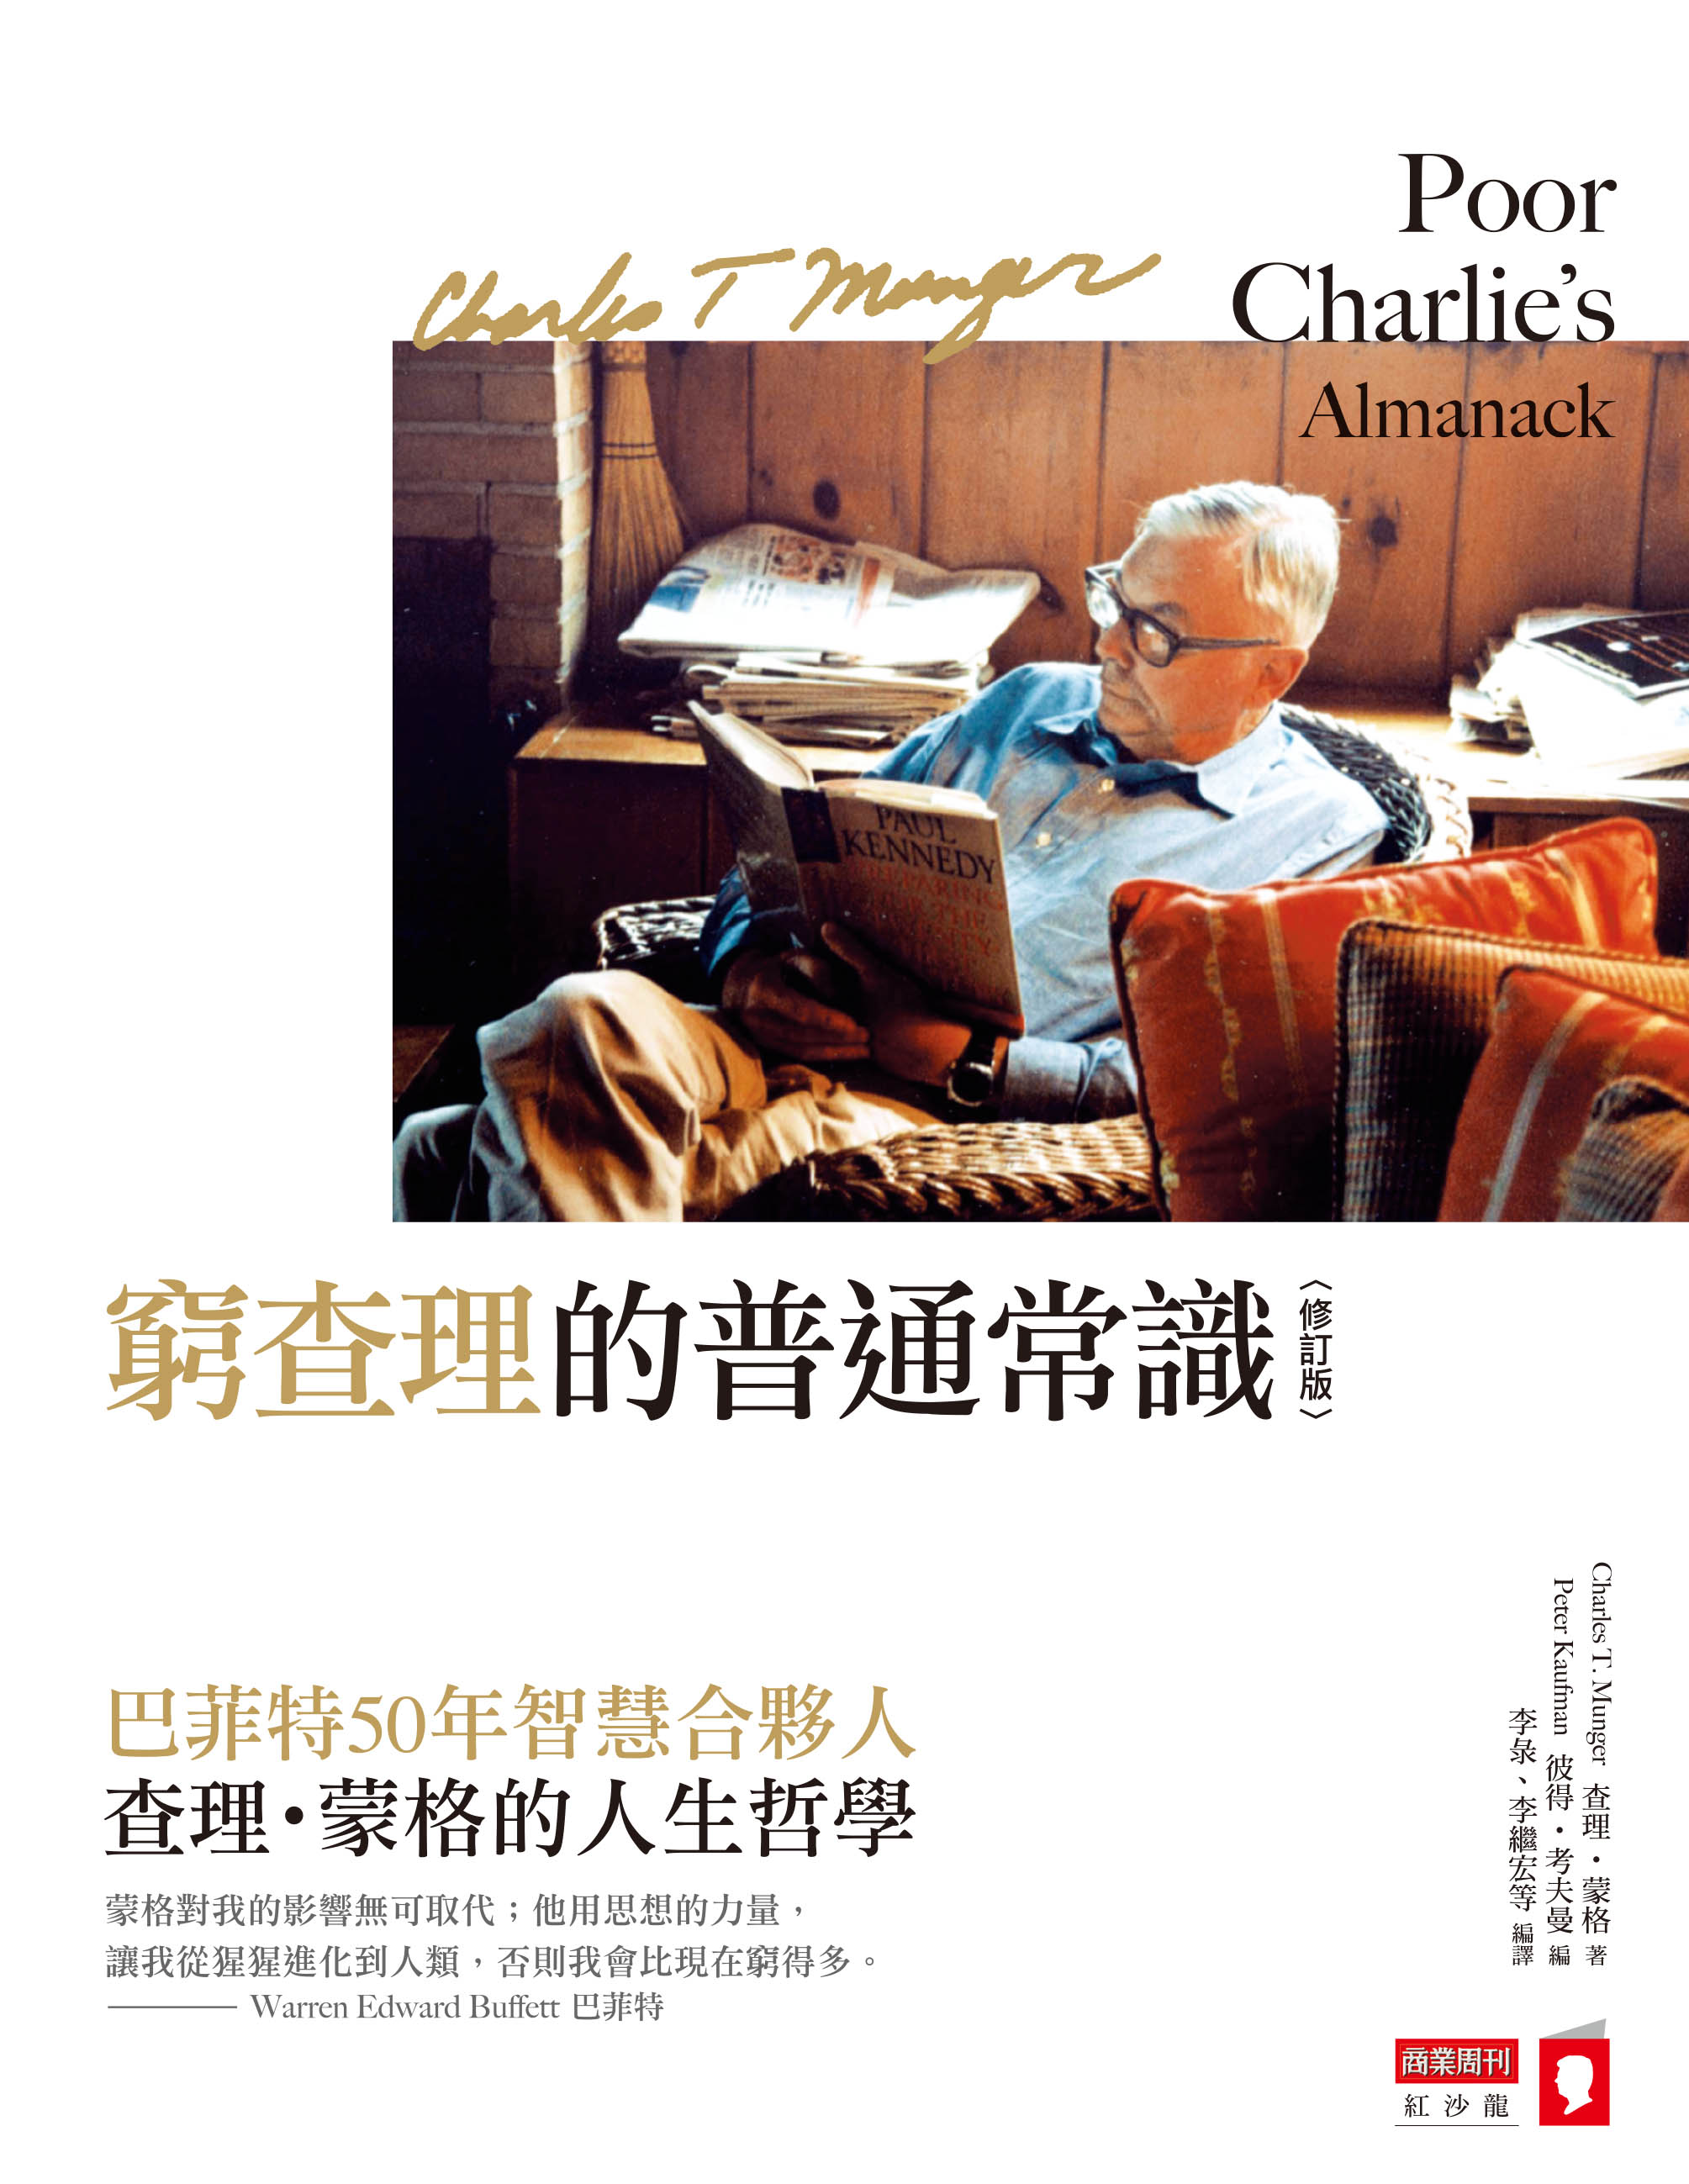 Poor
Charlie's
Almanack
Charles T Munger
PAUL
KENNEDY
PREPARING
FOR THE
窮查理的普通常識
〈修訂版〉
巴菲特50年智慧合夥人
查理・蒙格的人生哲學
蒙格對我的影響無可取代；他用思想的力量，
讓我從猩猩進化到人類，否則我會比現在窮得多。
Warren Edward Buffett 巴菲特
Charles T. Munger 查理・蒙格 著
Peter Kaufman 彼得・考夫曼 編
李彔、李繼宏等 編譯
商業周刊
紅沙龍